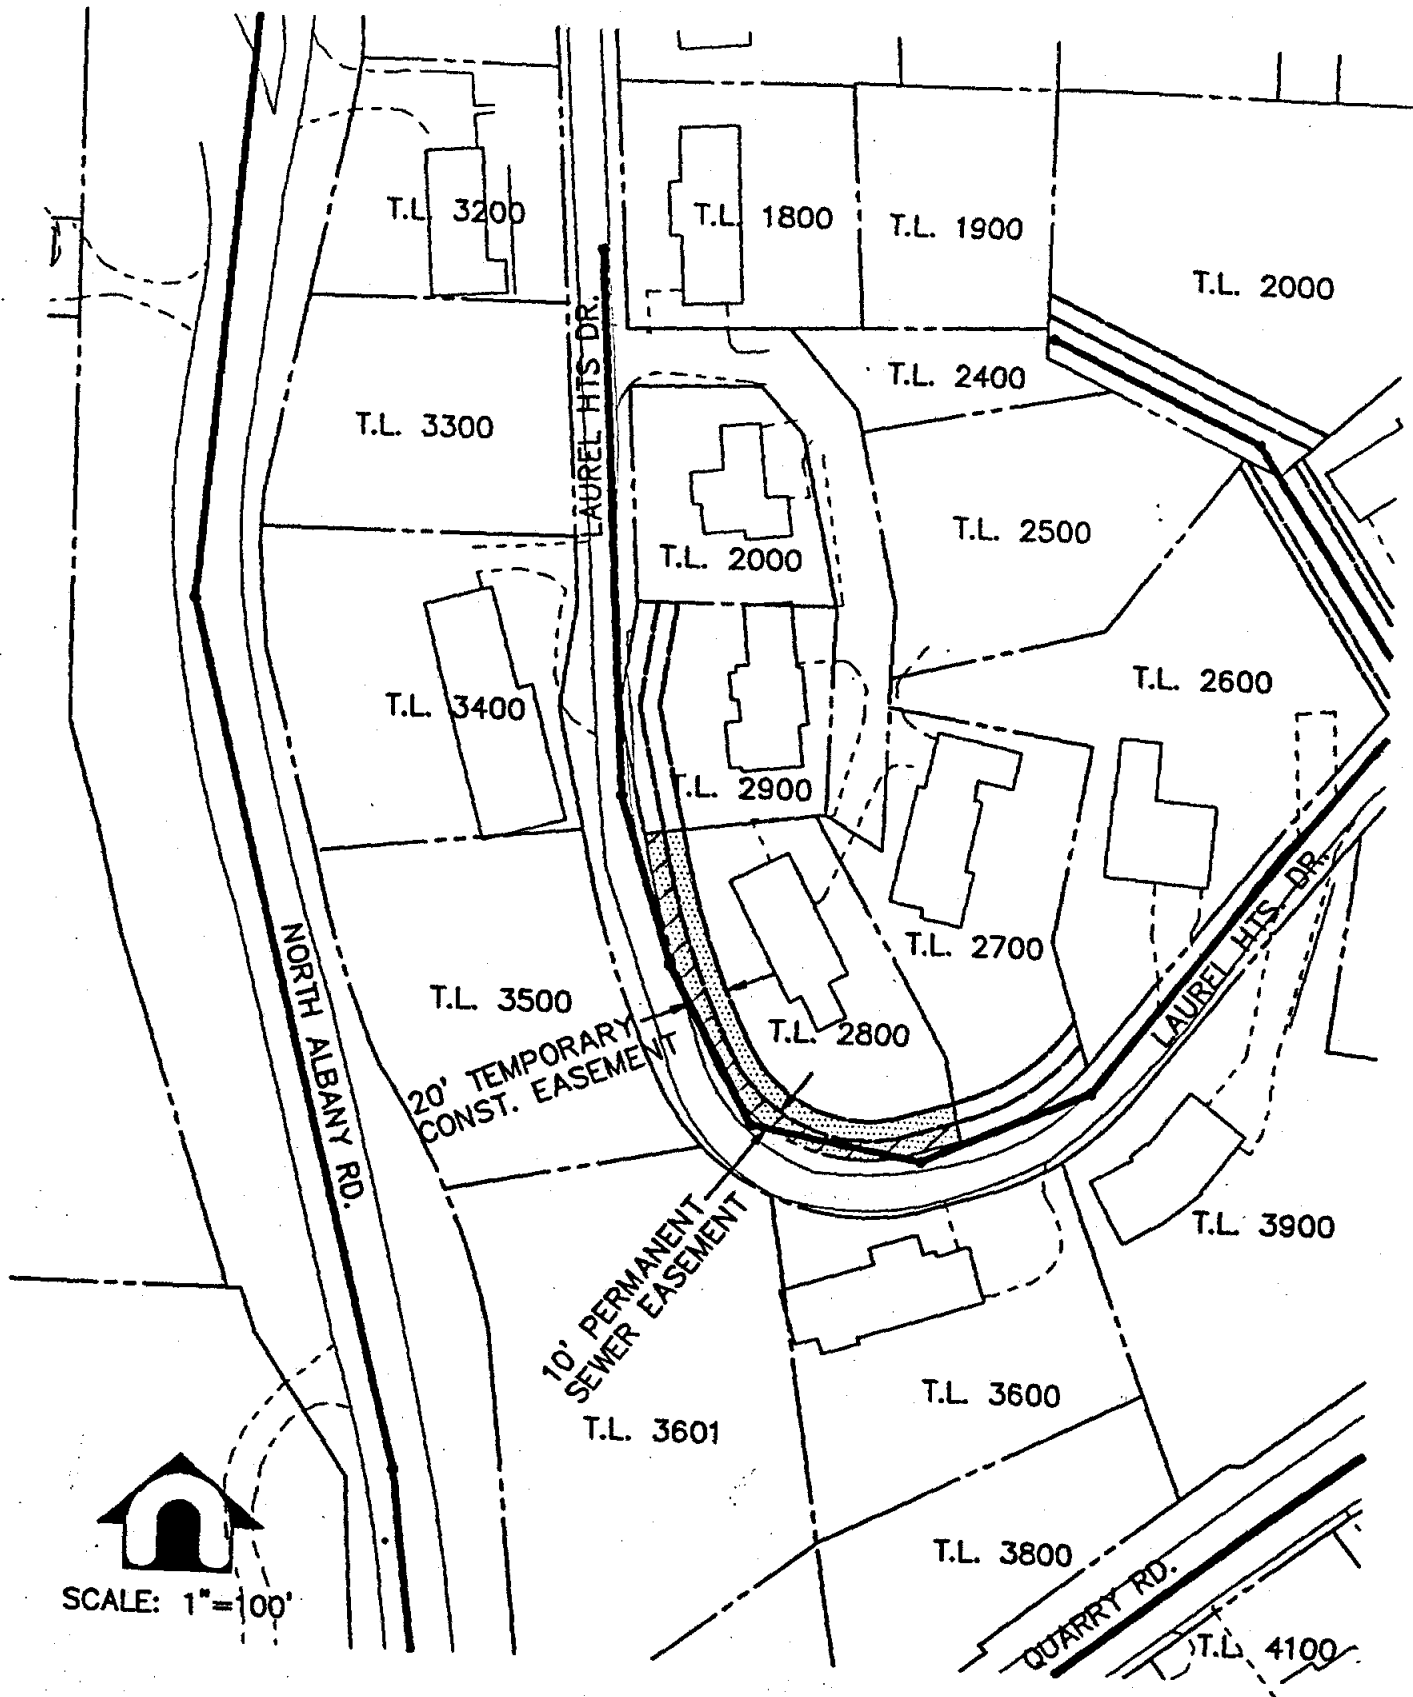 T.L. 3200
T.L. 1800
T.L. 1900
T.L. 2000
LAUREL HTS DR.
T.L. 2400
T.L. 3300
T.L. 2500
T.L. 2000
T.L. 2600
T.L. 3400
T.L. 2900
LAUREL HTS. DR.
T.L. 2700
NORTH ALBANY RD.
T.L. 3500
T.L. 2800
20' TEMPORARY
CONST. EASEMENT
10' PERMANENT
SEWER EASEMENT
T.L. 3900
T.L. 3600
T.L. 3601
T.L. 3800
QUARRY RD.
SCALE: 1"=100'
T.L. 4100